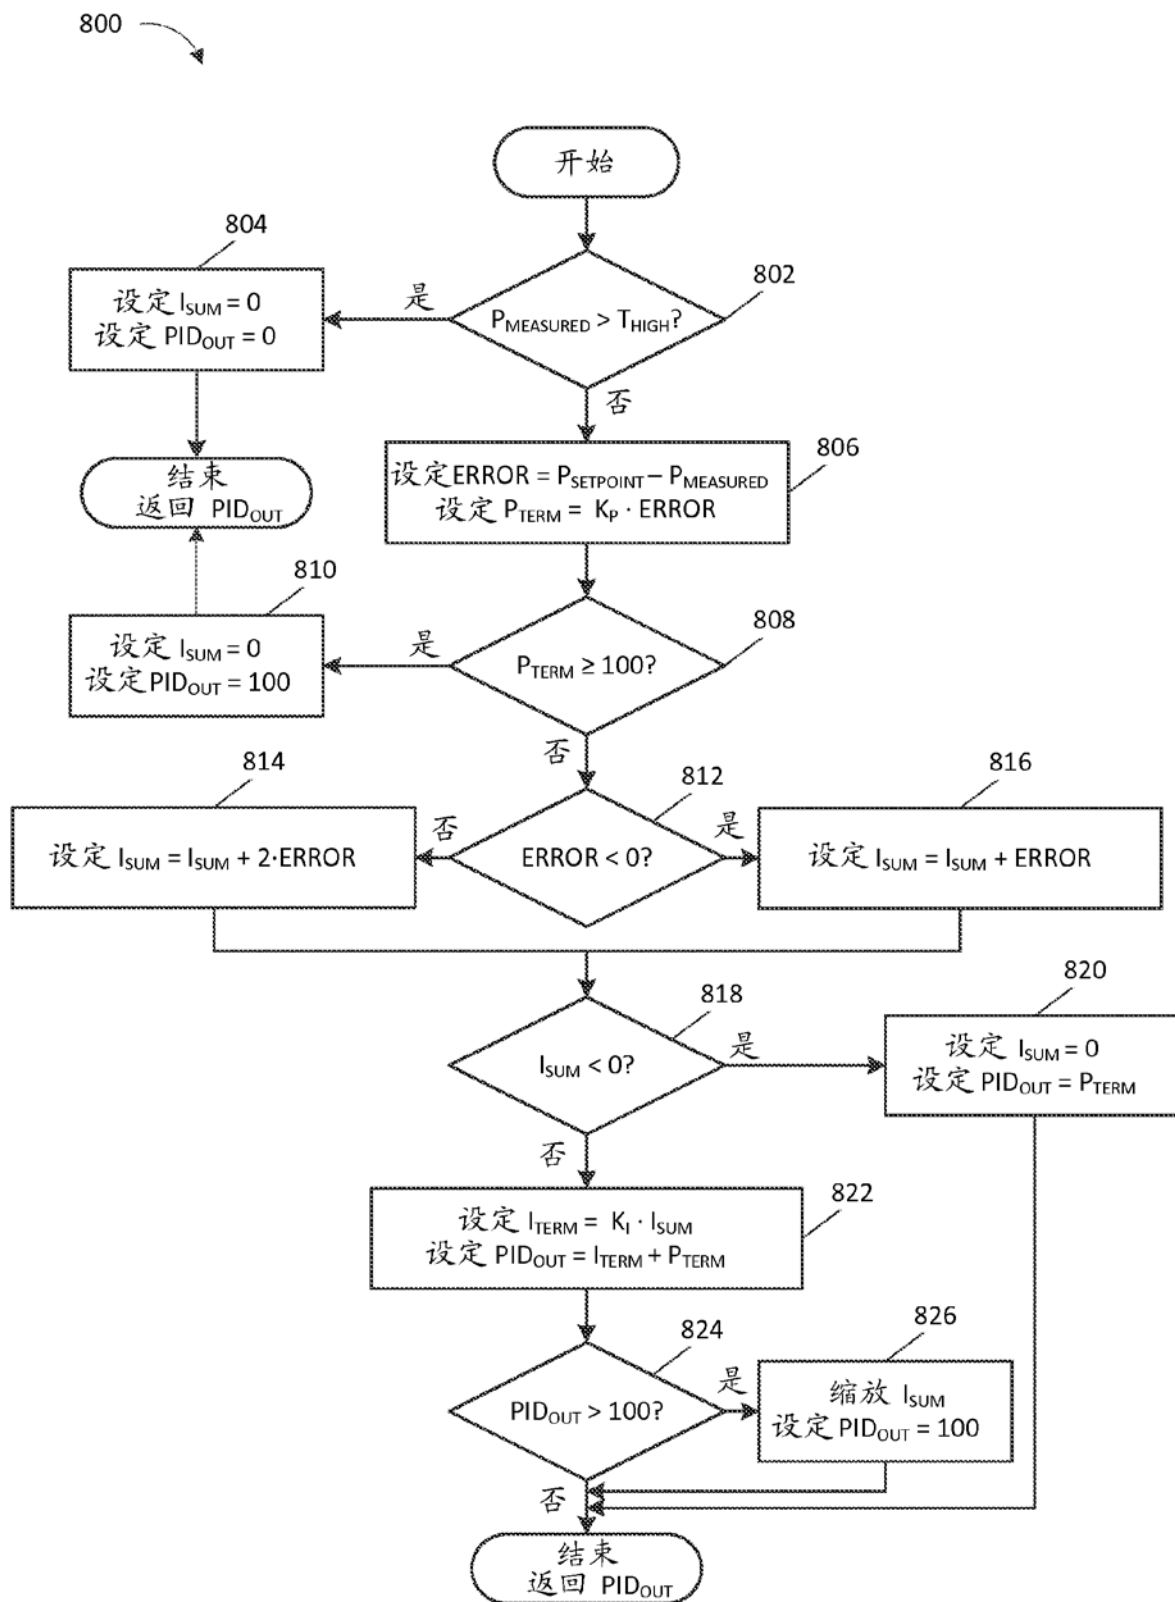 800
开始
804
设定 I_SUM = 0
设定 PID_OUT = 0
是
802
P_MEASURED > T_HIGH?
否
结束
返回 PID_OUT
806
设定ERROR = P_SETPOINT − P_MEASURED
设定 P_TERM = K_P · ERROR
810
设定 I_SUM = 0
设定PID_OUT = 100
是
808
P_TERM ≥ 100?
否
814
设定 I_SUM = I_SUM + 2·ERROR
否
812
ERROR < 0?
是
816
设定 I_SUM = I_SUM + ERROR
818
I_SUM < 0?
是
820
设定 I_SUM = 0
设定 PID_OUT = P_TERM
否
822
设定 I_TERM = K_I · I_SUM
设定 PID_OUT = I_TERM + P_TERM
824
PID_OUT > 100?
是
826
缩放 I_SUM
设定 PID_OUT = 100
否
结束
返回 PID_OUT